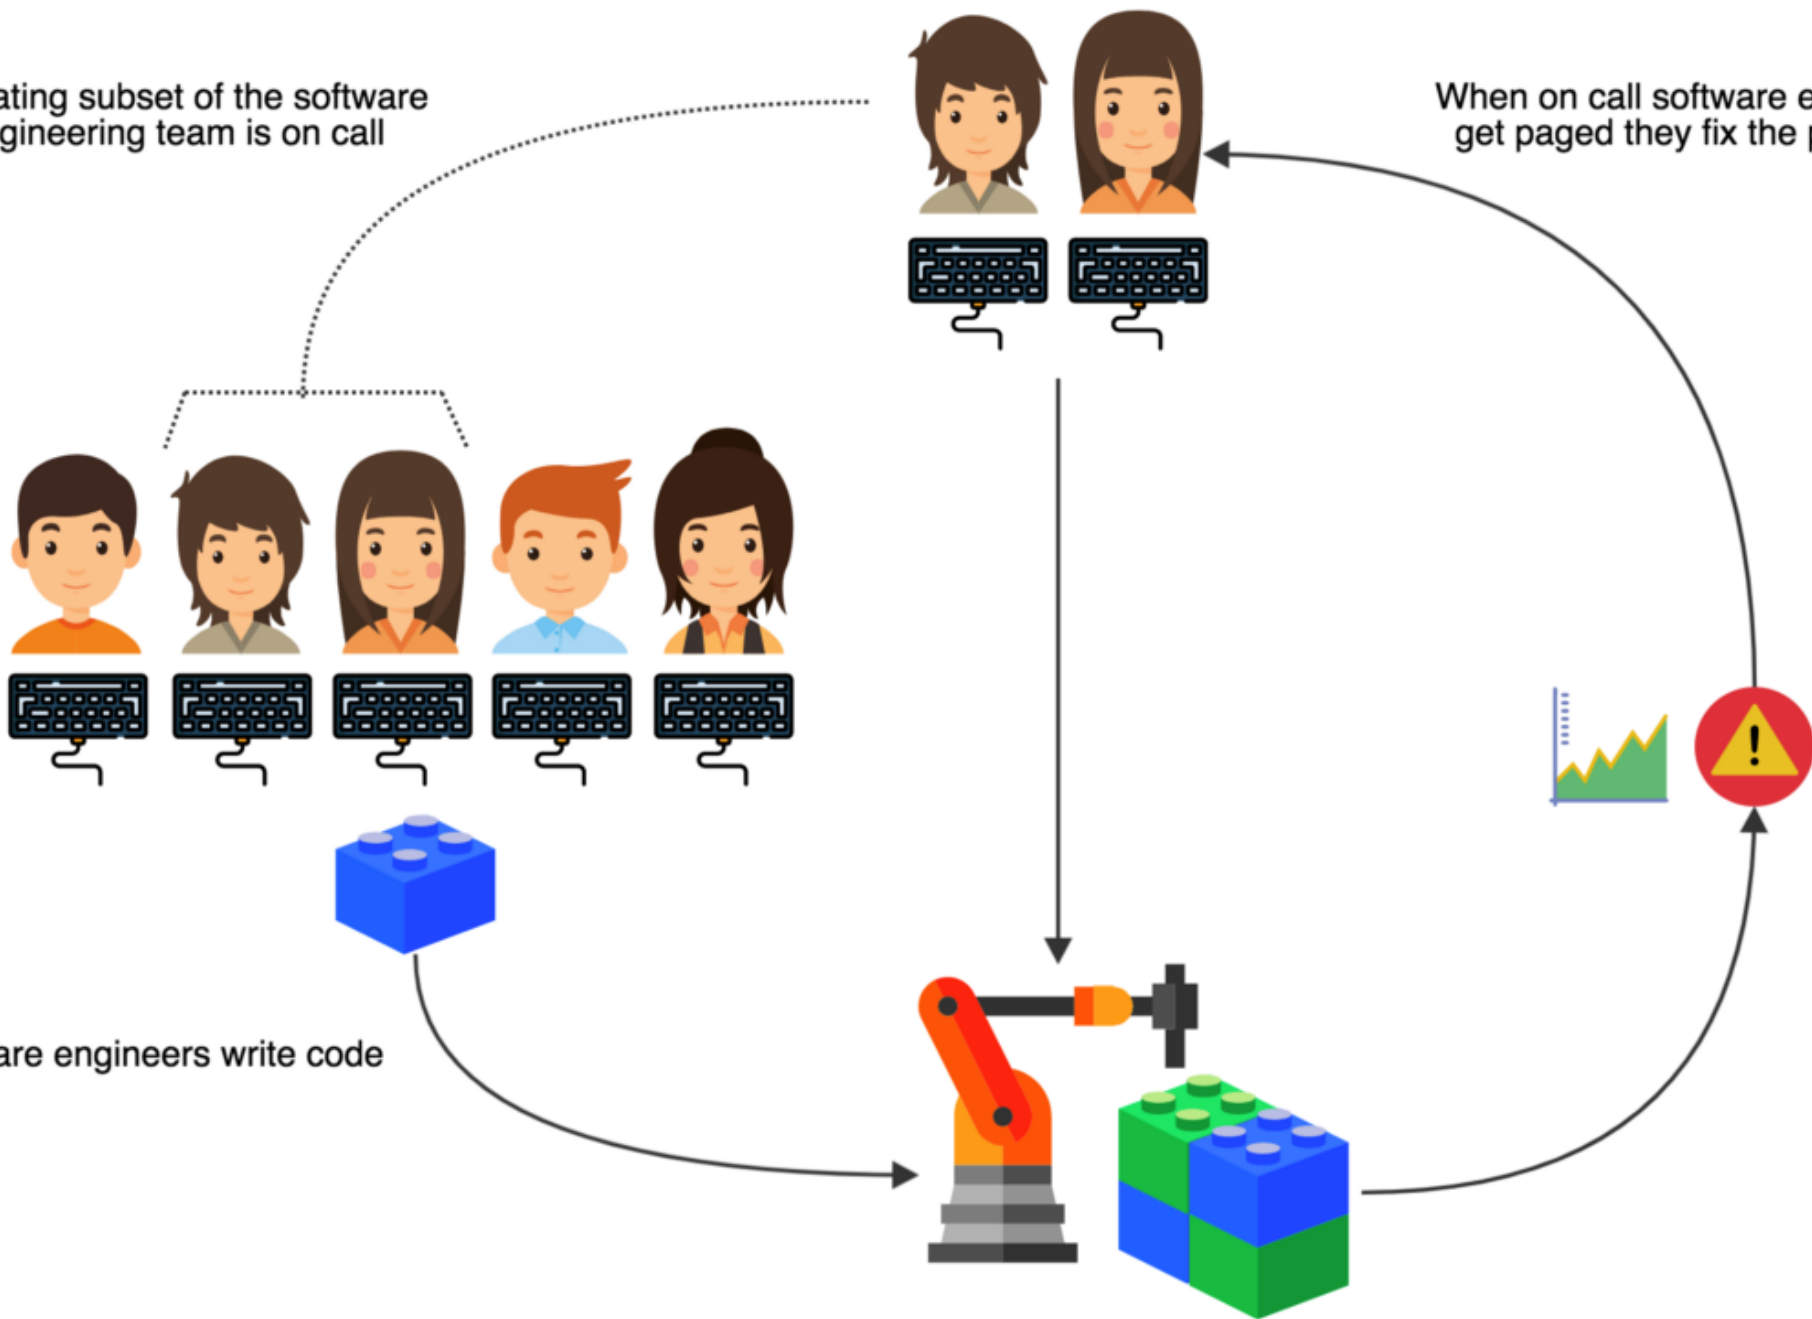 ating subset of the software
gineering team is on call
When on call software e
get paged they fix the p
are engineers write code